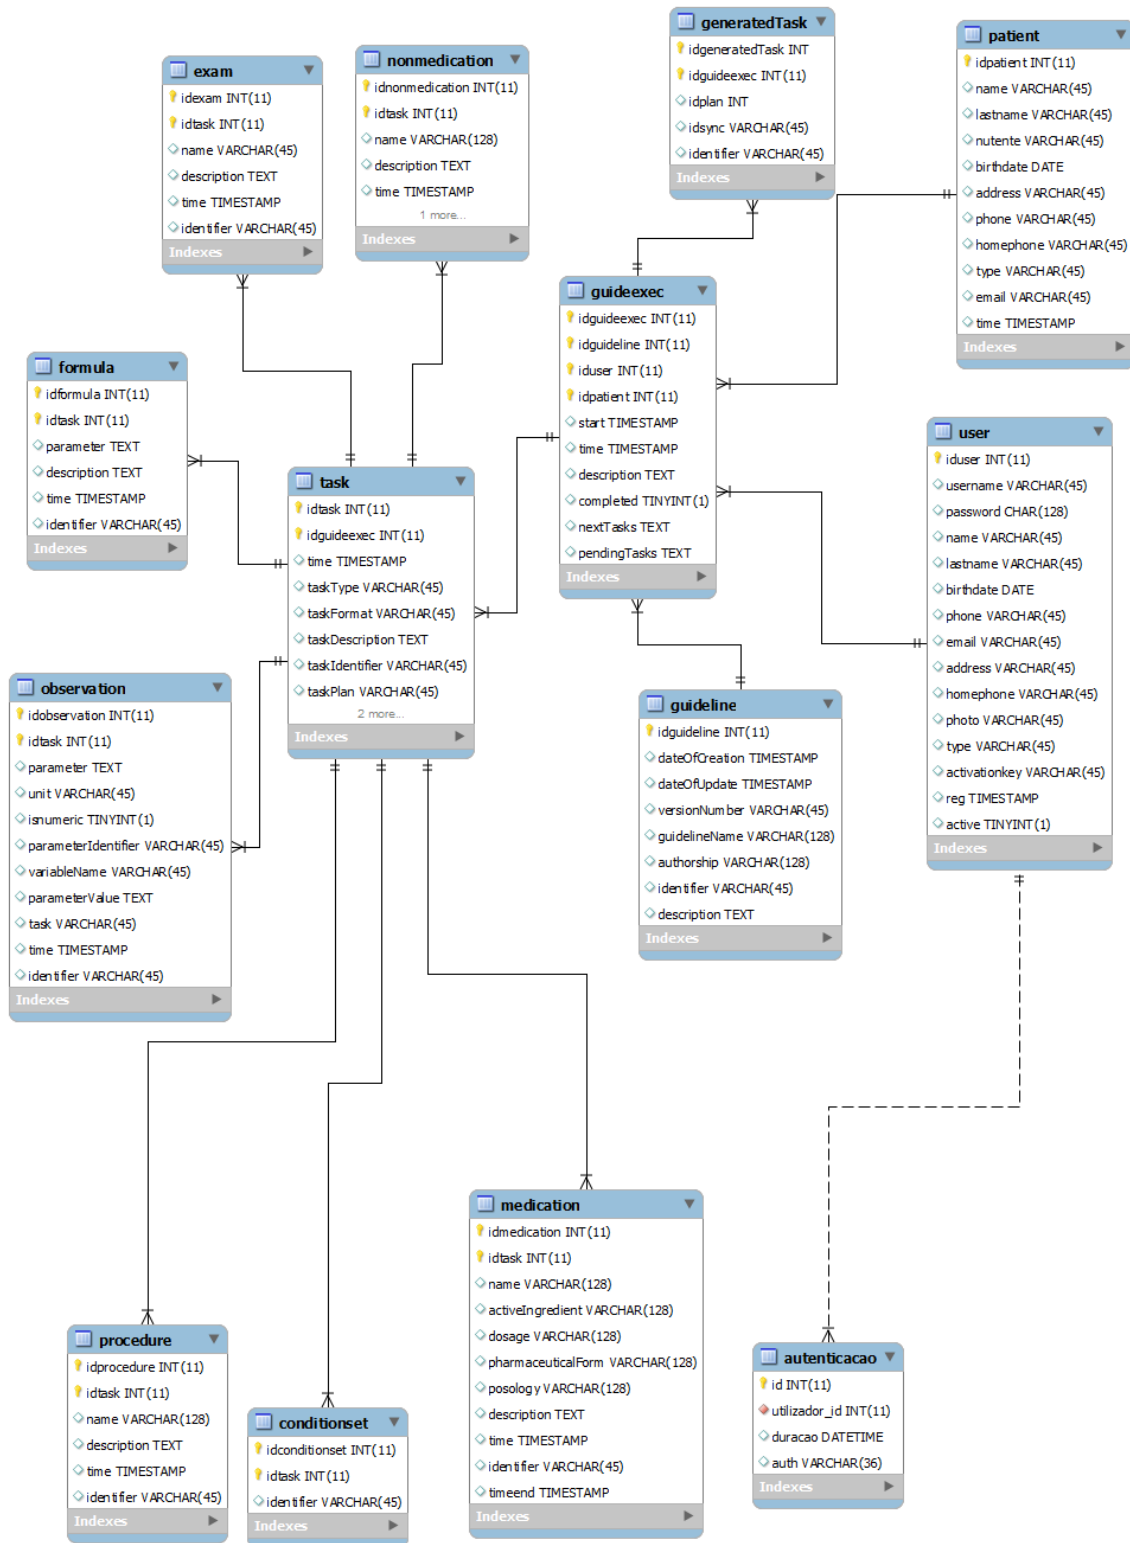 generatedTask
idgeneratedTask INT
idguideexec INT(11)
idplan INT
idsync VARCHAR(45)
identifier VARCHAR(45)
Indexes
patient
idpatient INT(11)
name VARCHAR(45)
lastname VARCHAR(45)
nutente VARCHAR(45)
birthdate DATE
address VARCHAR(45)
phone VARCHAR(45)
homephone VARCHAR(45)
type VARCHAR(45)
email VARCHAR(45)
time TIMESTAMP
Indexes
exam
idexam INT(11)
idtask INT(11)
name VARCHAR(45)
description TEXT
time TIMESTAMP
identifier VARCHAR(45)
Indexes
nonmedication
idnonmedication INT(11)
idtask INT(11)
name VARCHAR(128)
description TEXT
time TIMESTAMP
1 more...
Indexes
guideexec
idguideexec INT(11)
idguideline INT(11)
iduser INT(11)
idpatient INT(11)
start TIMESTAMP
time TIMESTAMP
description TEXT
completed TINYINT(1)
nextTasks TEXT
pendingTasks TEXT
Indexes
formula
idformula INT(11)
idtask INT(11)
parameter TEXT
description TEXT
time TIMESTAMP
identifier VARCHAR(45)
Indexes
task
idtask INT(11)
idguideexec INT(11)
time TIMESTAMP
taskType VARCHAR(45)
taskFormat VARCHAR(45)
taskDescription TEXT
taskIdentifier VARCHAR(45)
taskPlan VARCHAR(45)
2 more...
Indexes
user
iduser INT(11)
username VARCHAR(45)
password CHAR(128)
name VARCHAR(45)
lastname VARCHAR(45)
birthdate DATE
phone VARCHAR(45)
email VARCHAR(45)
address VARCHAR(45)
homephone VARCHAR(45)
photo VARCHAR(45)
type VARCHAR(45)
activationkey VARCHAR(45)
reg TIMESTAMP
active TINYINT(1)
Indexes
observation
idobservation INT(11)
idtask INT(11)
parameter TEXT
unit VARCHAR(45)
isnumeric TINYINT(1)
parameterIdentifier VARCHAR(45)
variableName VARCHAR(45)
parameterValue TEXT
task VARCHAR(45)
time TIMESTAMP
identifier VARCHAR(45)
Indexes
guideline
idguideline INT(11)
dateOfCreation TIMESTAMP
dateOfUpdate TIMESTAMP
versionNumber VARCHAR(45)
guidelineName VARCHAR(128)
authorship VARCHAR(128)
identifier VARCHAR(45)
description TEXT
Indexes
medication
idmedication INT(11)
idtask INT(11)
name VARCHAR(128)
activeIngredient VARCHAR(128)
dosage VARCHAR(128)
pharmaceuticalForm VARCHAR(128)
posology VARCHAR(128)
description TEXT
time TIMESTAMP
identifier VARCHAR(45)
timeend TIMESTAMP
Indexes
procedure
idprocedure INT(11)
idtask INT(11)
name VARCHAR(128)
description TEXT
time TIMESTAMP
identifier VARCHAR(45)
Indexes
conditionset
idconditionset INT(11)
idtask INT(11)
identifier VARCHAR(45)
Indexes
autenticacao
id INT(11)
utilizador_id INT(11)
duracao DATETIME
auth VARCHAR(36)
Indexes